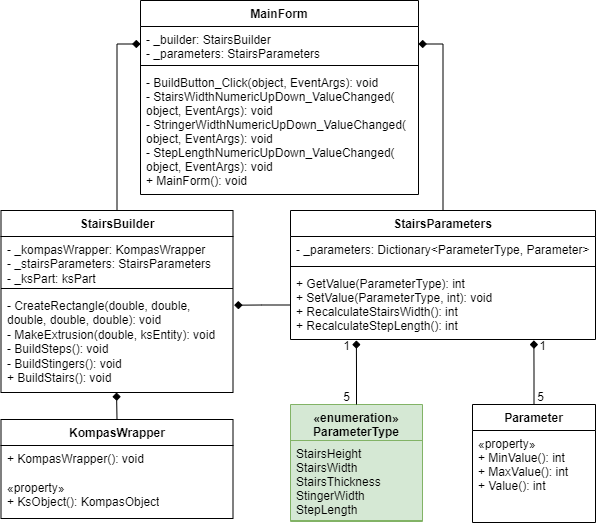 MainForm
- _builder: StairsBuilder
- _parameters: StairsParameters
- BuildButton_Click(object, EventArgs): void
- StairsWidthNumericUpDown_ValueChanged(
object, EventArgs): void
- StringerWidthNumericUpDown_ValueChanged(
object, EventArgs): void
- StepLengthNumericUpDown_ValueChanged(
object, EventArgs): void
+ MainForm(): void
StairsBuilder
- _kompasWrapper: KompasWrapper
- _stairsParameters: StairsParameters
- _ksPart: ksPart
- CreateRectangle(double, double,
double, double, double): void
- MakeExtrusion(double, ksEntity): void
- BuildSteps(): void
- BuildStingers(): void
+ BuildStairs(): void
StairsParameters
- _parameters: Dictionary<ParameterType, Parameter>
+ GetValue(ParameterType): int
+ SetValue(ParameterType, int): void
+ RecalculateStairsWidth(): int
+ RecalculateStepLength(): int
1
1
5
5
KompasWrapper
+ KompasWrapper(): void
«property»
+ KsObject(): KompasObject
«enumeration»
ParameterType
StairsHeight
StairsWidth
StairsThickness
StingerWidth
StepLength
Parameter
«property»
+ MinValue(): int
+ MaxValue(): int
+ Value(): int